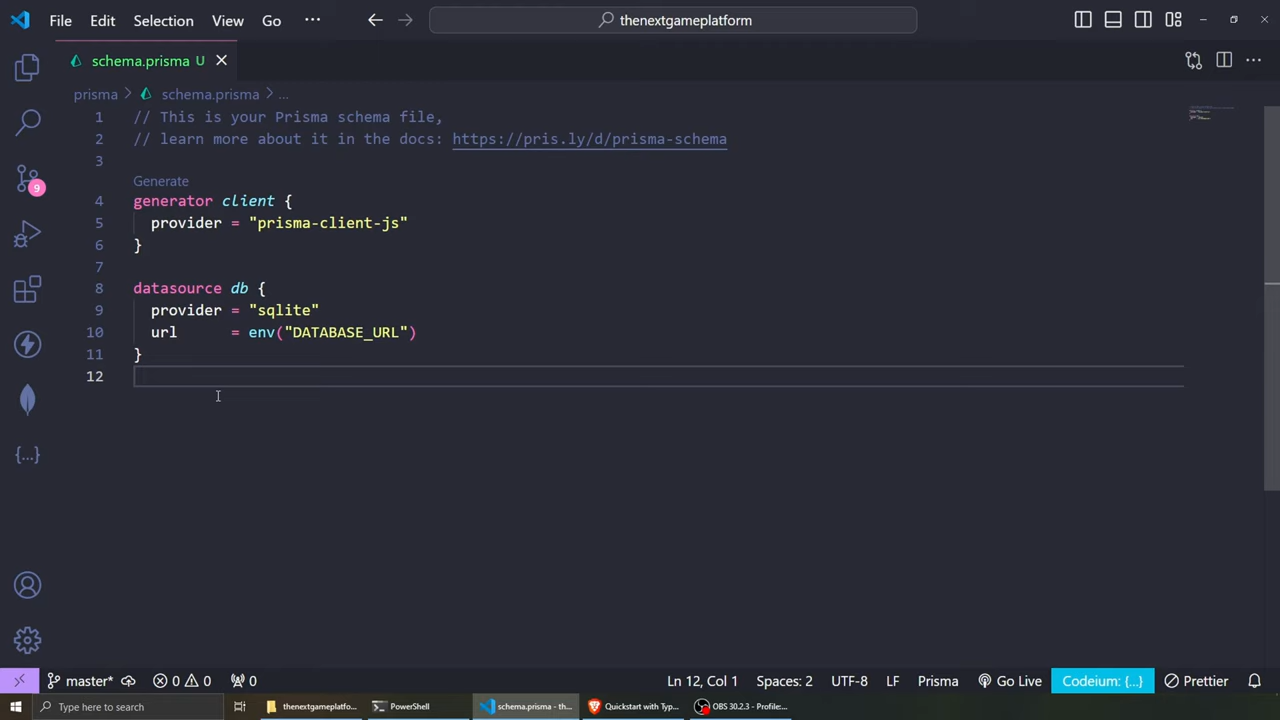 File Edit Selection View Go ··· thenextgameplatform
schema.prisma U
prisma > schema.prisma > ...
1 // This is your Prisma schema file,
2 // learn more about it in the docs: https://pris.ly/d/prisma-schema
3
Generate
4 generator client {
5 provider = "prisma-client-js"
6 }
7
8 datasource db {
9 provider = "sqlite"
10 url = env("DATABASE_URL")
11 }
12
9
{...}
master* 0 0 0 Ln 12, Col 1 Spaces: 2 UTF-8 LF Prisma Go Live Codeium: {...} Prettier
Type here to search thenextgameplatfo... PowerShell schema.prisma - th... Quickstart with Typ... OBS 30.2.3 - Profile:...